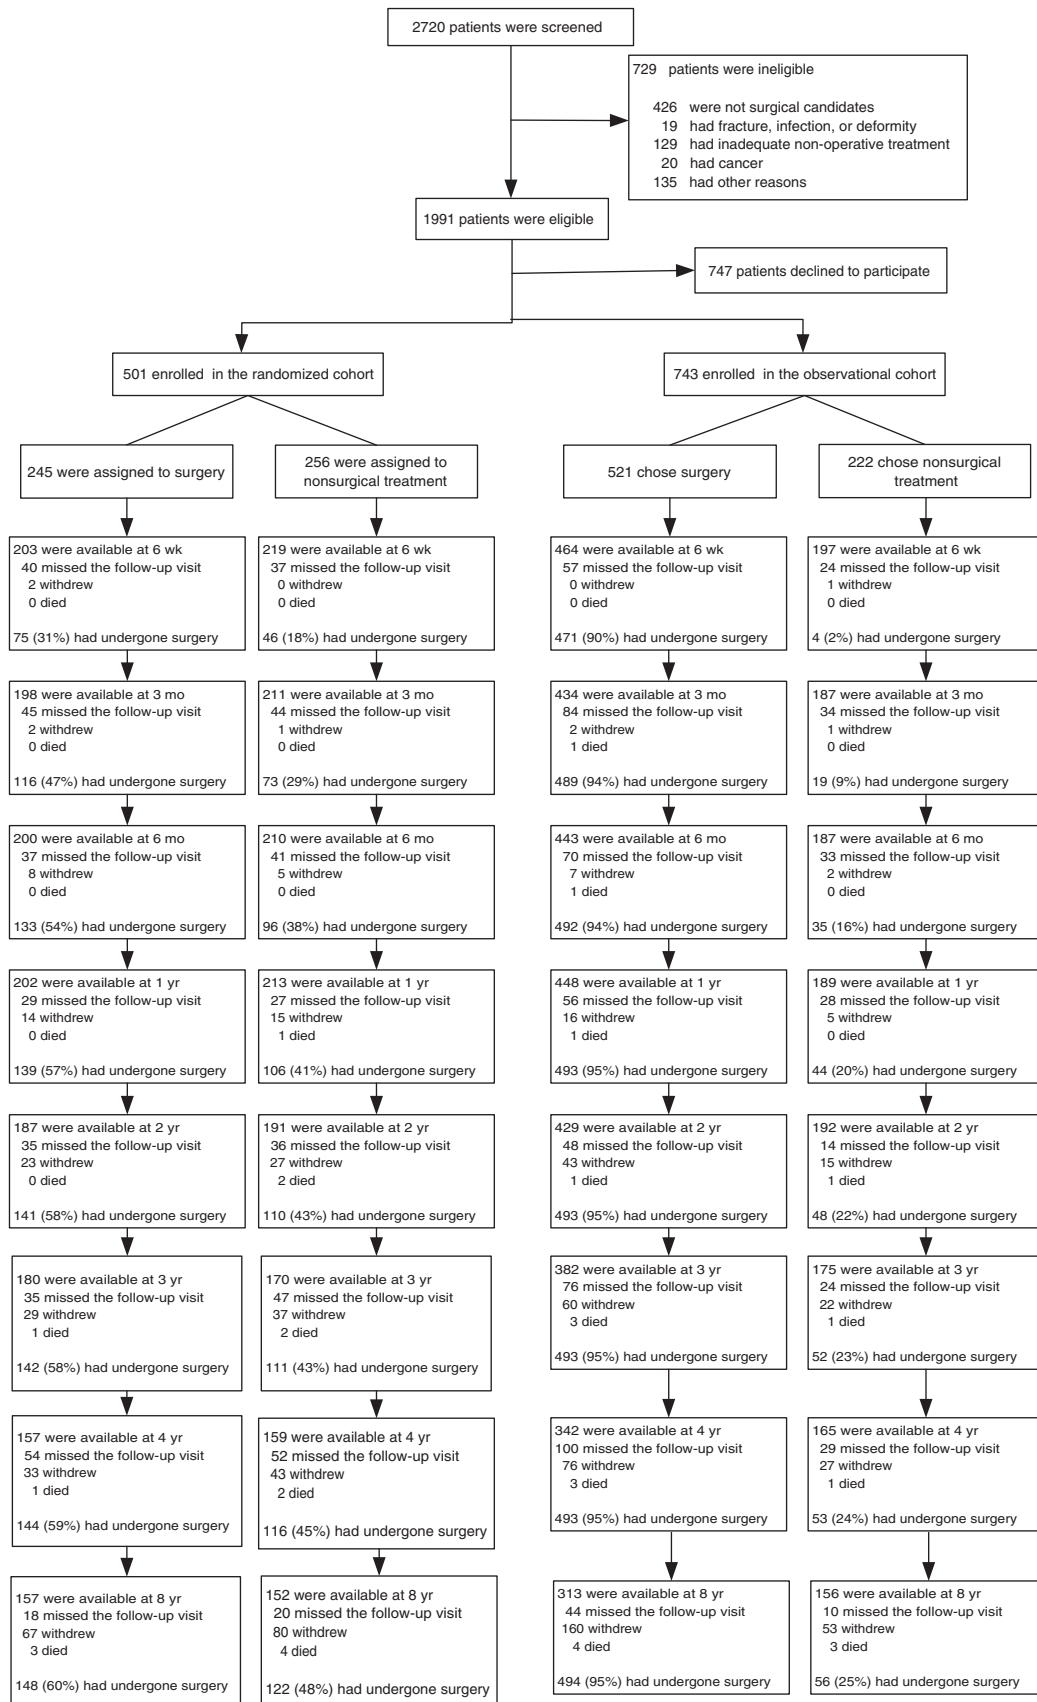 2720 patients were screened
729 patients were ineligible
426 were not surgical candidates
19 had fracture, infection, or deformity
129 had inadequate non-operative treatment
20 had cancer
135 had other reasons
1991 patients were eligible
747 patients declined to participate
501 enrolled in the randomized cohort
743 enrolled in the observational cohort
245 were assigned to surgery
256 were assigned to
nonsurgical treatment
521 chose surgery
222 chose nonsurgical
treatment
203 were available at 6 wk
40 missed the follow-up visit
2 withdrew
0 died
75 (31%) had undergone surgery
219 were available at 6 wk
37 missed the follow-up visit
0 withdrew
0 died
46 (18%) had undergone surgery
464 were available at 6 wk
57 missed the follow-up visit
0 withdrew
0 died
471 (90%) had undergone surgery
197 were available at 6 wk
24 missed the follow-up visit
1 withdrew
0 died
4 (2%) had undergone surgery
198 were available at 3 mo
45 missed the follow-up visit
2 withdrew
0 died
116 (47%) had undergone surgery
211 were available at 3 mo
44 missed the follow-up visit
1 withdrew
0 died
73 (29%) had undergone surgery
434 were available at 3 mo
84 missed the follow-up visit
2 withdrew
1 died
489 (94%) had undergone surgery
187 were available at 3 mo
34 missed the follow-up visit
1 withdrew
0 died
19 (9%) had undergone surgery
200 were available at 6 mo
37 missed the follow-up visit
8 withdrew
0 died
133 (54%) had undergone surgery
210 were available at 6 mo
41 missed the follow-up visit
5 withdrew
0 died
96 (38%) had undergone surgery
443 were available at 6 mo
70 missed the follow-up visit
7 withdrew
1 died
492 (94%) had undergone surgery
187 were available at 6 mo
33 missed the follow-up visit
2 withdrew
0 died
35 (16%) had undergone surgery
202 were available at 1 yr
29 missed the follow-up visit
14 withdrew
0 died
139 (57%) had undergone surgery
213 were available at 1 yr
27 missed the follow-up visit
15 withdrew
1 died
106 (41%) had undergone surgery
448 were available at 1 yr
56 missed the follow-up visit
16 withdrew
1 died
493 (95%) had undergone surgery
189 were available at 1 yr
28 missed the follow-up visit
5 withdrew
0 died
44 (20%) had undergone surgery
187 were available at 2 yr
35 missed the follow-up visit
23 withdrew
0 died
141 (58%) had undergone surgery
191 were available at 2 yr
36 missed the follow-up visit
27 withdrew
2 died
110 (43%) had undergone surgery
429 were available at 2 yr
48 missed the follow-up visit
43 withdrew
1 died
493 (95%) had undergone surgery
192 were available at 2 yr
14 missed the follow-up visit
15 withdrew
1 died
48 (22%) had undergone surgery
180 were available at 3 yr
35 missed the follow-up visit
29 withdrew
1 died
142 (58%) had undergone surgery
170 were available at 3 yr
47 missed the follow-up visit
37 withdrew
2 died
111 (43%) had undergone surgery
382 were available at 3 yr
76 missed the follow-up visit
60 withdrew
3 died
493 (95%) had undergone surgery
175 were available at 3 yr
24 missed the follow-up visit
22 withdrew
1 died
52 (23%) had undergone surgery
157 were available at 4 yr
54 missed the follow-up visit
33 withdrew
1 died
144 (59%) had undergone surgery
159 were available at 4 yr
52 missed the follow-up visit
43 withdrew
2 died
116 (45%) had undergone surgery
342 were available at 4 yr
100 missed the follow-up visit
76 withdrew
3 died
493 (95%) had undergone surgery
165 were available at 4 yr
29 missed the follow-up visit
27 withdrew
1 died
53 (24%) had undergone surgery
157 were available at 8 yr
18 missed the follow-up visit
67 withdrew
3 died
148 (60%) had undergone surgery
152 were available at 8 yr
20 missed the follow-up visit
80 withdrew
4 died
122 (48%) had undergone surgery
313 were available at 8 yr
44 missed the follow-up visit
160 withdrew
4 died
494 (95%) had undergone surgery
156 were available at 8 yr
10 missed the follow-up visit
53 withdrew
3 died
56 (25%) had undergone surgery